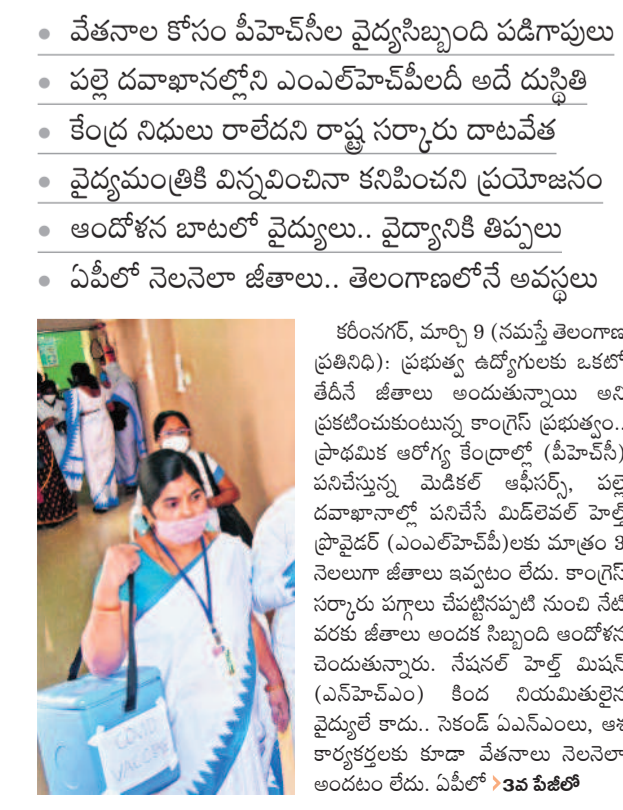 వేతనాల కోసం పీహెచ్‌సీల వైద్యసిబ్బంది పడిగాపులు
పల్లె దవాఖానల్లోని ఎంఎల్‌హెచ్‌పీలదీ అదే దుస్థితి
కేంద్ర నిధులు రాలేదని రాష్ట్ర సర్కారు దాటవేత
వైద్యమంత్రికి విన్నవించినా కనిపించని ప్రయోజనం
ఆందోళన బాటలో వైద్యులు.. వైద్యానికి తిప్పలు
ఏపీలో నెలనెలా జీతాలు.. తెలంగాణలోనే అవస్థలు
కరీంనగర్, మార్చి 9 (నమస్తే తెలంగాణ
ప్రతినిధి): ప్రభుత్వ ఉద్యోగులకు ఒకటో
తేదీనే జీతాలు అందుతున్నాయి అని
ప్రకటించుకుంటున్న కాంగ్రెస్ ప్రభుత్వం..
ప్రాథమిక ఆరోగ్య కేంద్రాల్లో (పీహెచ్‌సీ)
పనిచేస్తున్న మెడికల్ ఆఫీసర్స్, పల్లె
దవాఖానాల్లో పనిచేసే మిడ్‌లెవల్ హెల్త్
ప్రొవైడర్ (ఎంఎల్‌హెచ్‌పీ)లకు మాత్రం 3
నెలలుగా జీతాలు ఇవ్వటం లేదు. కాంగ్రెస్
సర్కారు పగ్గాలు చేపట్టినప్పటి నుంచి నేటి
వరకు జీతాలు అందక సిబ్బంది ఆందోళన
చెందుతున్నారు. నేషనల్ హెల్త్ మిషన్
(ఎన్‌హెచ్‌ఎం) కింద నియమితులైన
వైద్యులే కాదు.. సెకండ్ ఏఎన్‌ఎంలు, ఆశ
కార్యకర్తలకు కూడా వేతనాలు నెలనెలా
అందటం లేదు. ఏపీలో >3వ పేజీలో
COVID
VACCINE